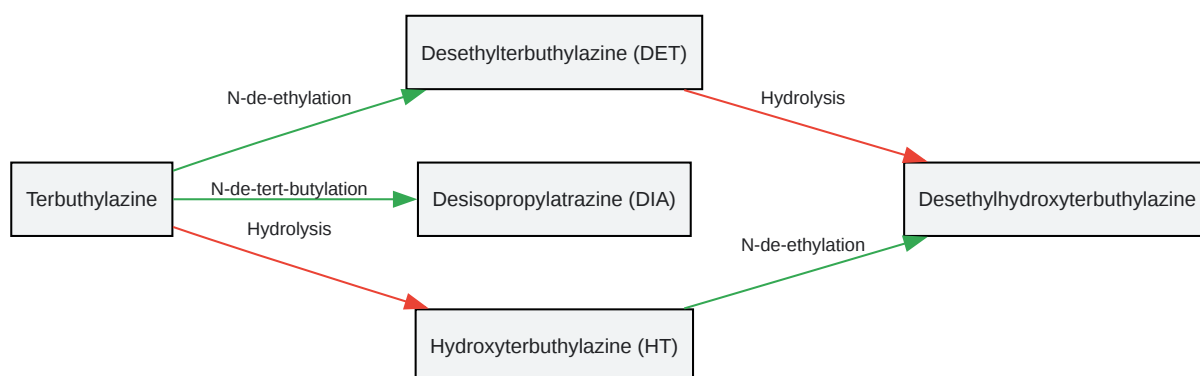 Desethylterbuthylazine (DET)
N-de-ethylation
Hydrolysis
Terbuthylazine
N-de-tert-butylation
Desisopropylatrazine (DIA)
Desethylhydroxyterbuthylazine
Hydrolysis
N-de-ethylation
Hydroxyterbuthylazine (HT)